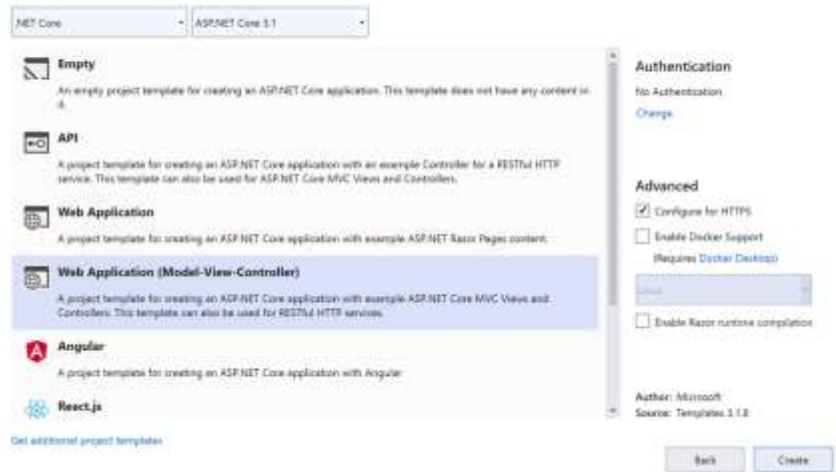 .NET Core
ASP.NET Core 3.1
Empty
An empty project template for creating an ASP.NET Core application. This template does not have any content in
it.
API
A project template for creating an ASP.NET Core application with an example Controller for a RESTful HTTP
service. This template can also be used for ASP.NET Core MVC Views and Controllers.
Web Application
A project template for creating an ASP.NET Core application with example ASP.NET Razor Pages content.
Web Application (Model-View-Controller)
A project template for creating an ASP.NET Core application with example ASP.NET Core MVC Views and
Controllers. This template can also be used for RESTful HTTP services.
Angular
A project template for creating an ASP.NET Core application with Angular
React.js
Get additional project templates
Authentication
No Authentication
Change
Advanced
Configure for HTTPS
Enable Docker Support
(Requires Docker Desktop)
Linux
Enable Razor runtime compilation
Author: Microsoft
Source: Templates 3.1.8
Back
Create